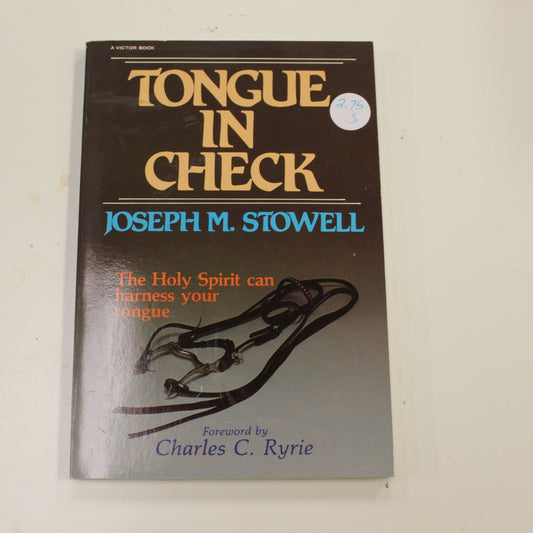 A VICTOR BOOK
TONGUE
IN
CHECK
2.75
S
JOSEPH M. STOWELL
The Holy Spirit can
harness your
tongue
Foreword by
Charles C. Ryrie